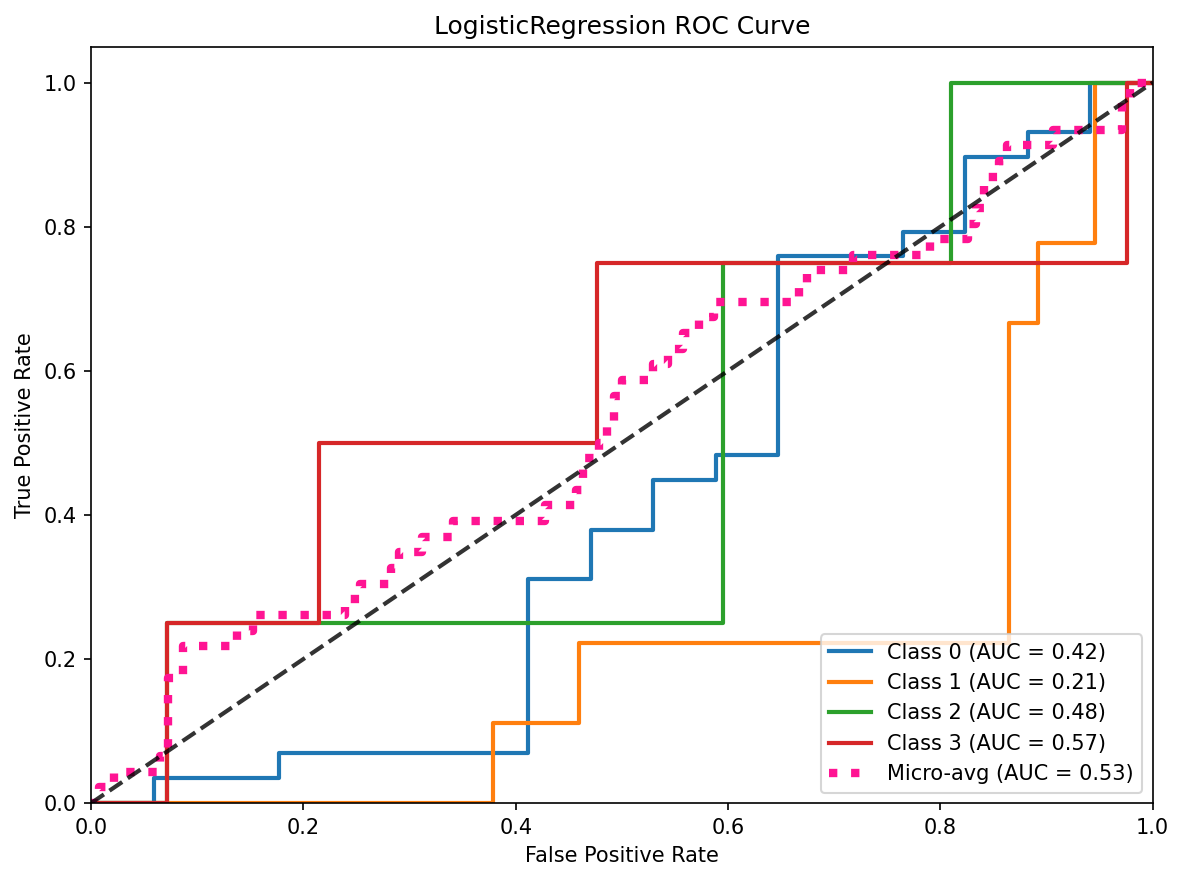 LogisticRegression ROC Curve
True Positive Rate
1.0
0.8
0.6
0.4
0.2
0.0
Class 0 (AUC = 0.42)
Class 1 (AUC = 0.21)
Class 2 (AUC = 0.48)
Class 3 (AUC = 0.57)
Micro-avg (AUC = 0.53)
0.0 0.2 0.4 0.6 0.8 1.0
False Positive Rate